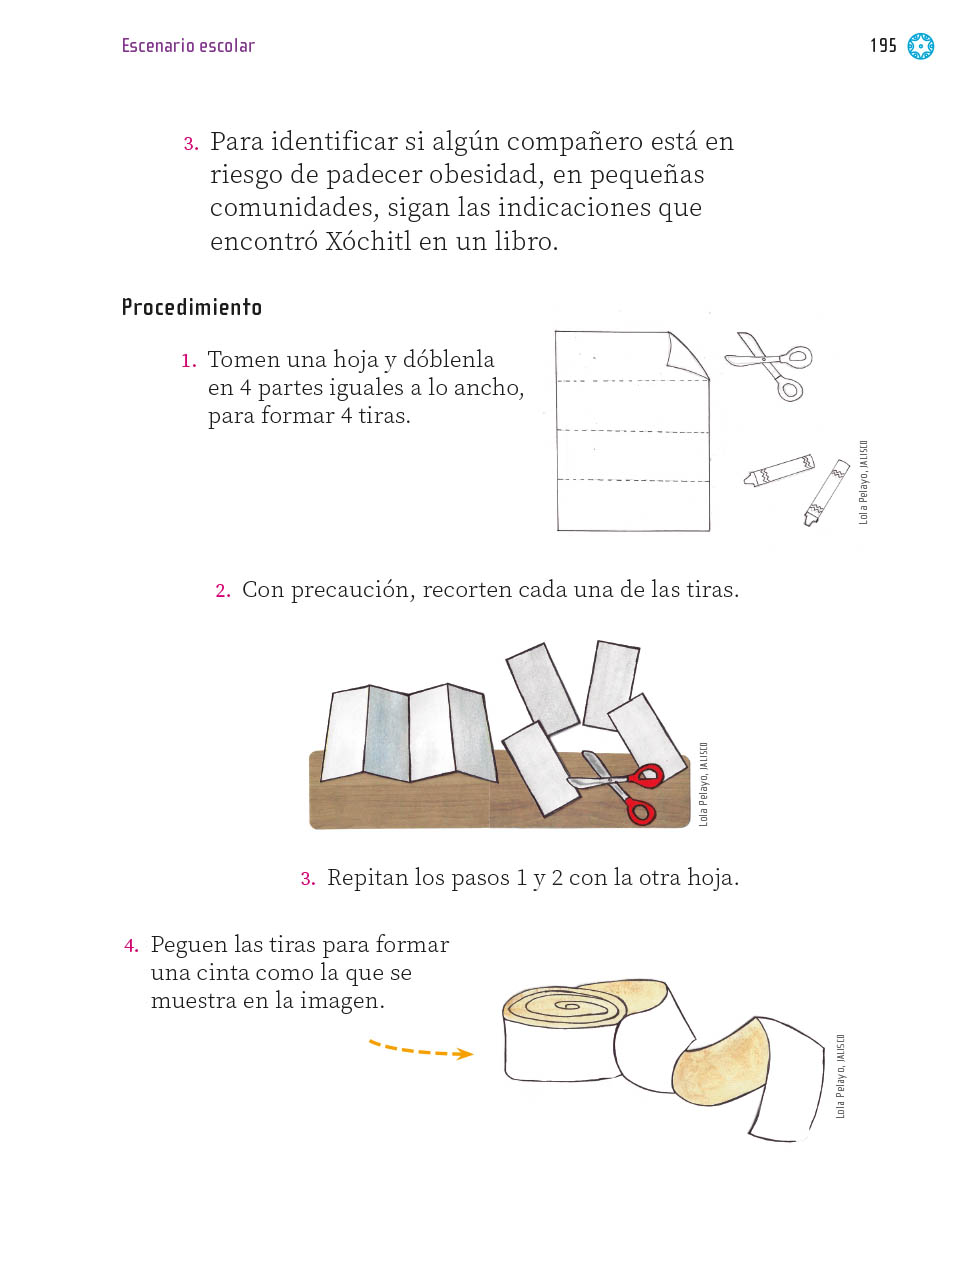 Escenario escolar
195
3. Para identificar si algún compañero está en
riesgo de padecer obesidad, en pequeñas
comunidades, sigan las indicaciones que
encontró Xóchitl en un libro.
Procedimiento
1. Tomen una hoja y dóblenla
en 4 partes iguales a lo ancho,
para formar 4 tiras.
Lola Pelayo, JALISCO
2. Con precaución, recorten cada una de las tiras.
Lola Pelayo, JALISCO
3. Repitan los pasos 1 y 2 con la otra hoja.
4. Peguen las tiras para formar
una cinta como la que se
muestra en la imagen.
Lola Pelayo, JALISCO